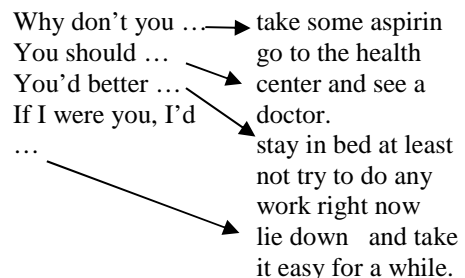 Why don’t you …
You should …
You’d better …
If I were you, I’d
…
take some aspirin
go to the health
center and see a
doctor.
stay in bed at least
not try to do any
work right now
lie down and take
it easy for a while.